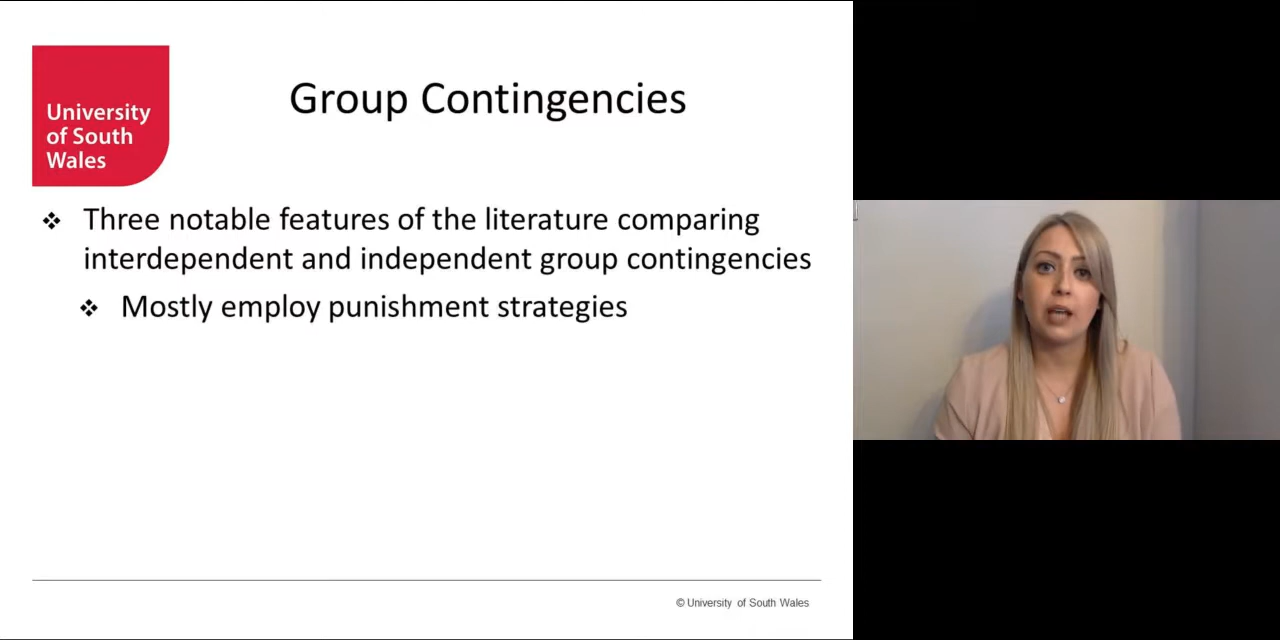 University
of South
Wales
Group Contingencies
❖ Three notable features of the literature comparing
interdependent and independent group contingencies
❖ Mostly employ punishment strategies
© University of South Wales